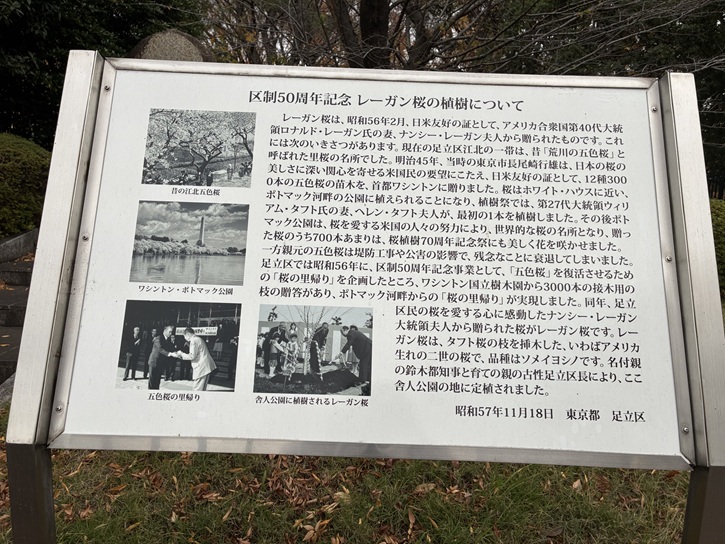 区制50周年記念 レーガン桜の植樹について
レーガン桜は、昭和56年2月、日米友好の証として、アメリカ合衆国第40代大統
領ロナルド・レーガン氏の妻、ナンシー・レーガン夫人から贈られたものです。これ
には次のいきさつがあります。現在の足立区江北の一帯は、昔「荒川の五色桜」と
呼ばれた里桜の名所でした。明治45年、当時の東京市長尾崎行雄は、日本の桜の
美しさに深い関心を寄せる米国民の要望にこたえ、日米友好の証として、12種300
0本の五色桜の苗木を、首都ワシントンに贈りました。桜はホワイト・ハウスに近い、
ポトマック河畔の公園に植えられることになり、植樹祭では、第27代大統領ウィリ
アム・タフト氏の妻、ヘレン・タフト夫人が、最初の1本を植樹しました。その後ポト
マック公園は、桜を愛する米国の人々の努力により、世界的な桜の名所となり、贈っ
た桜のうち700本あまりは、桜植樹70周年記念祭にも美しく花を咲かせました。
一方親元の五色桜は堤防工事や公害の影響で、残念なことに衰退してしまいました。
足立区では昭和56年に、区制50周年記念事業として、「五色桜」を復活させるため
の「桜の里帰り」を企画したところ、ワシントン国立樹木園から3000本の接木用の
枝の贈答があり、ポトマック河畔からの「桜の里帰り」が実現しました。同年、足立
区民の桜を愛する心に感動したナンシー・レーガン
大統領夫人から贈られた桜がレーガン桜です。レー
ガン桜は、タフト桜の枝を挿木した、いわばアメリカ
生れの二世の桜で、品種はソメイヨシノです。名付親
の鈴木都知事と育ての親の古性足立区長により、ここ
舎人公園の地に定植されました。
昭和57年11月18日 東京都 足立区
昔の江北五色桜
ワシントン・ポトマック公園
五色桜の里帰り
舎人公園に植樹されるレーガン桜